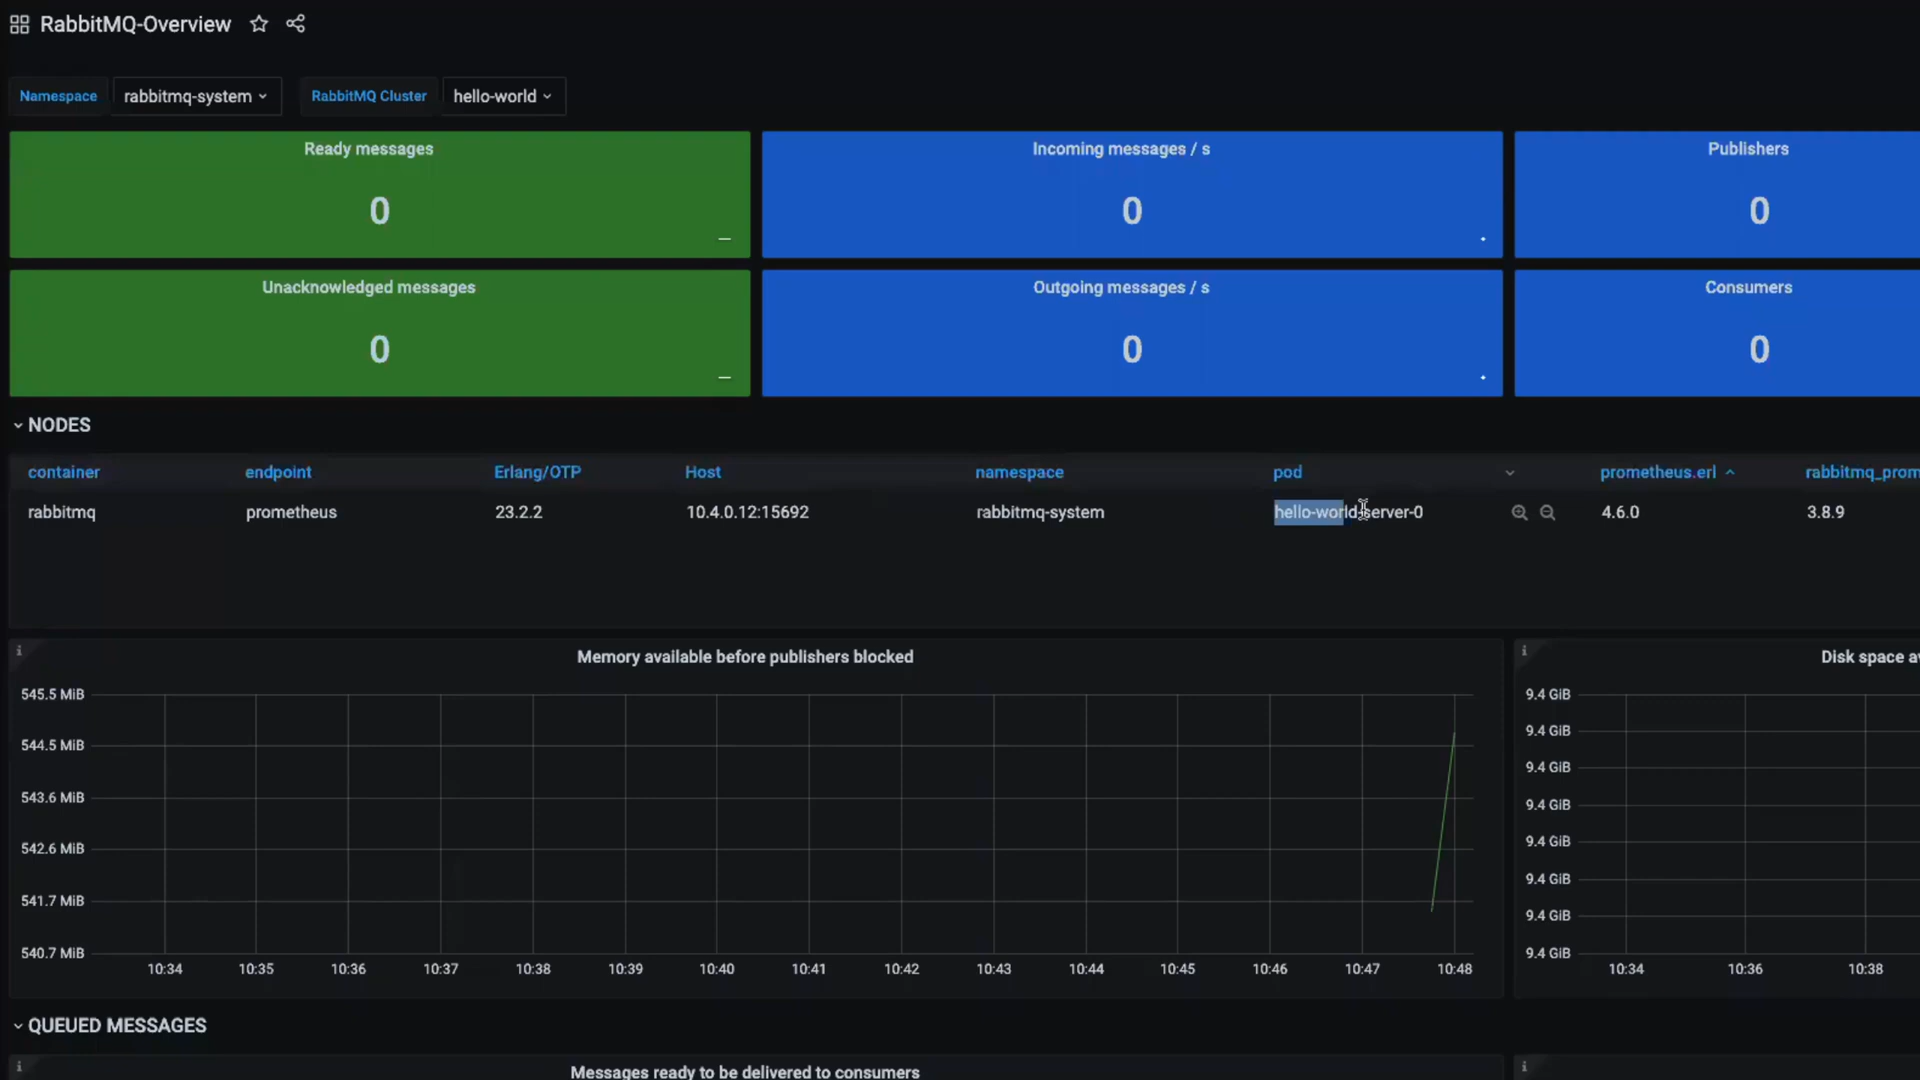 RabbitMQ-Overview
Namespace rabbitmq-system RabbitMQ Cluster hello-world
Ready messages Incoming messages / s Publishers
0 0 0
Unacknowledged messages Outgoing messages / s Consumers
0 0 0
NODES
container endpoint Erlang/OTP Host namespace pod prometheus.erl rabbitmq_prom
rabbitmq prometheus 23.2.2 10.4.0.12:15692 rabbitmq-system hello-world-server-0 4.6.0 3.8.9
Memory available before publishers blocked
545.5 MiB
544.5 MiB
543.6 MiB
542.6 MiB
541.7 MiB
540.7 MiB
10:34 10:35 10:36 10:37 10:38 10:39 10:40 10:41 10:42 10:43 10:44 10:45 10:46 10:47 10:48
Disk space
9.4 GiB
9.4 GiB
9.4 GiB
9.4 GiB
9.4 GiB
9.4 GiB
9.4 GiB
9.4 GiB
10:34 10:36 10:38
QUEUED MESSAGES
Messages ready to be delivered to consumers